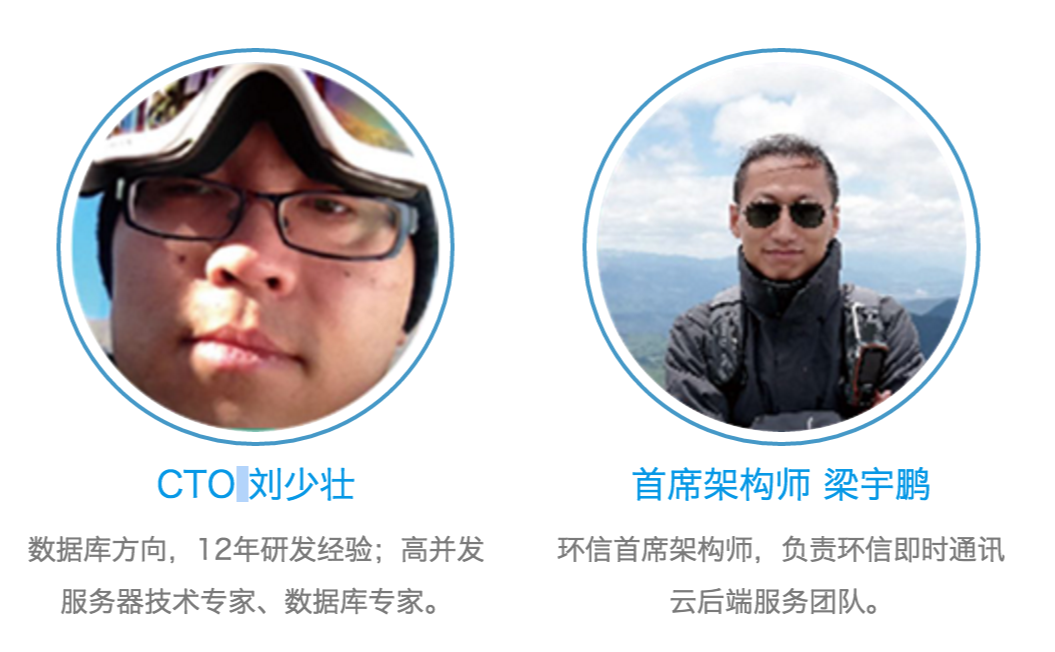 CTO 刘少壮
数据库方向，12年研发经验；高并发
服务器技术专家、数据库专家。
首席架构师 梁宇鹏
环信首席架构师，负责环信即时通讯
云后端服务团队。